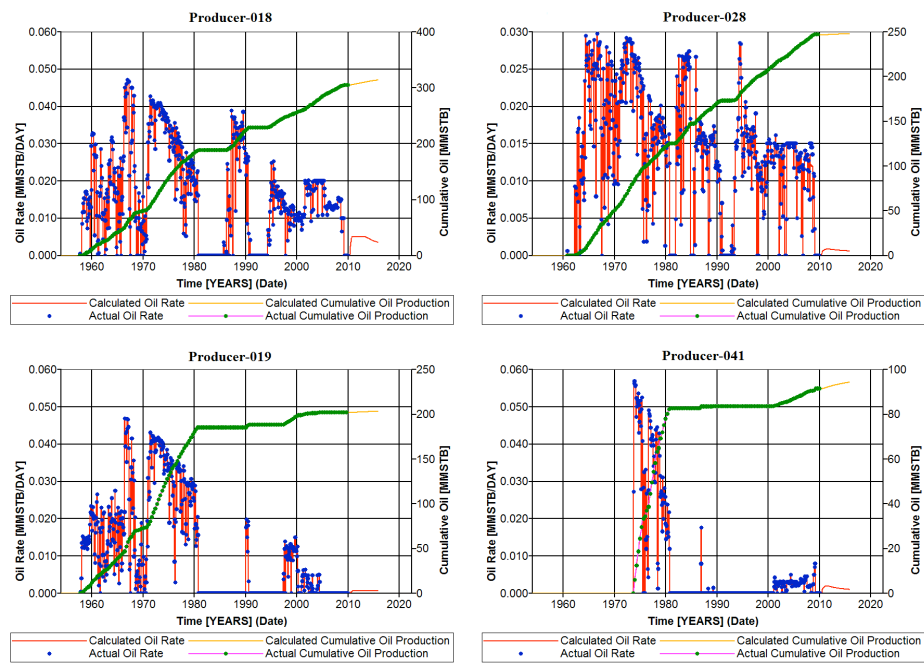 Producer-018
0.060 400
0.050
300
0.040
0.030 200
0.020
100
0.010
0.000 0
Oil Rate [MMSTB/DAY]
Cumulative Oil [MMSTB]
1960 1970 1980 1990 2000 2010 2020
Time [YEARS] (Date)
Calculated Oil Rate Calculated Cumulative Oil Production
Actual Oil Rate Actual Cumulative Oil Production
Producer-028
0.030 250
0.025
200
0.020
150
0.015
100
0.010
0.005 50
0.000 0
Oil Rate [MMSTB/DAY]
Cumulative Oil [MMSTB]
1960 1970 1980 1990 2000 2010 2020
Time [YEARS] (Date)
Calculated Oil Rate Calculated Cumulative Oil Production
Actual Oil Rate Actual Cumulative Oil Production
Producer-019
0.060 250
0.050
200
0.040
150
0.030
100
0.020
0.010 50
0.000 0
Oil Rate [MMSTB/DAY]
Cumulative Oil [MMSTB]
1960 1970 1980 1990 2000 2010 2020
Time [YEARS] (Date)
Calculated Oil Rate Calculated Cumulative Oil Production
Actual Oil Rate Actual Cumulative Oil Production
Producer-041
0.060 100
0.050
80
0.040
60
0.030
40
0.020
0.010 20
0.000 0
Oil Rate [MMSTB/DAY]
Cumulative Oil [MMSTB]
1960 1970 1980 1990 2000 2010 2020
Time [YEARS] (Date)
Calculated Oil Rate Calculated Cumulative Oil Production
Actual Oil Rate Actual Cumulative Oil Production